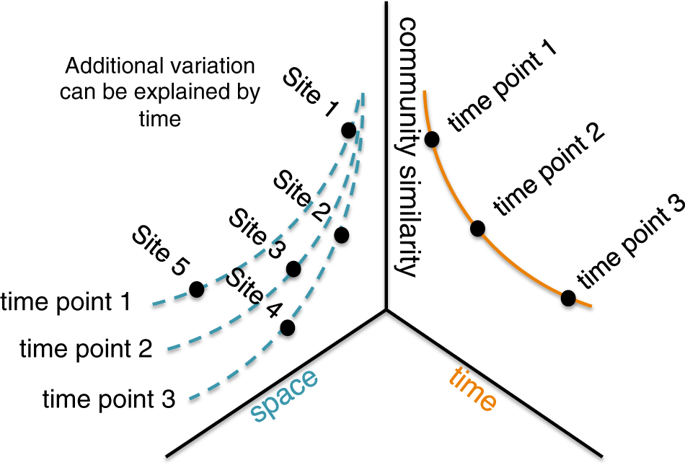 Additional variation
can be explained by
time
Site 1
Site 2
Site 3
Site 4
Site 5
time point 1
time point 2
time point 3
space
community similarity
time point 1
time point 2
time point 3
time